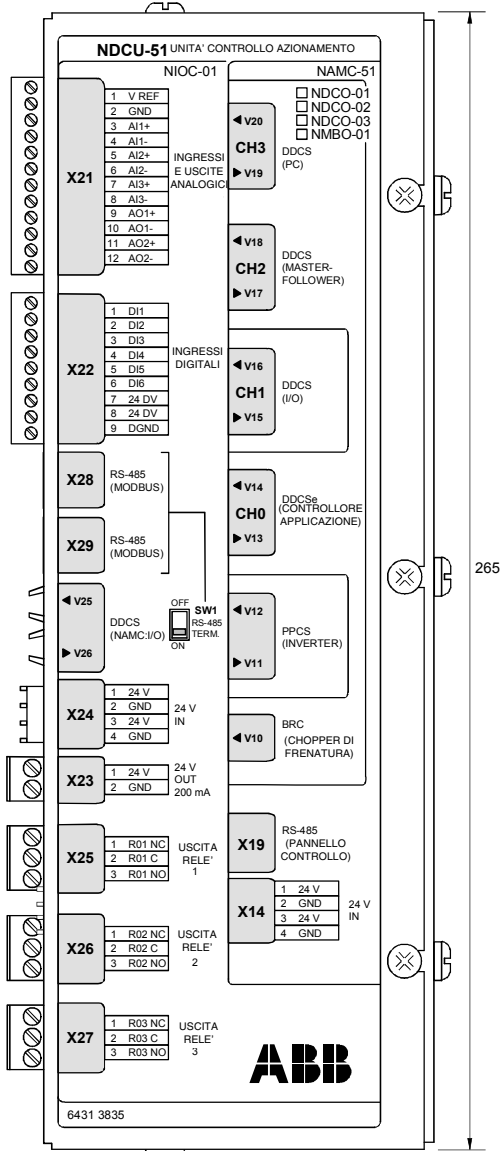 NDCU-51 UNITA' CONTROLLO AZIONAMENTO
NIOC-01
X21
1 V REF
2 GND
3 AI1+
4 AI1-
5 AI2+
6 AI2-
7 AI3+
8 AI3-
9 AO1+
10 AO1-
11 AO2+
12 AO2-
INGRESSI
E USCITE
ANALOGICI
X22
1 DI1
2 DI2
3 DI3
4 DI4
5 DI5
6 DI6
7 24 DV
8 24 DV
9 DGND
INGRESSI
DIGITALI
X28
RS-485
(MODBUS)
X29
RS-485
(MODBUS)
V25
V26
DDCS
(NAMC:I/O)
OFF
ON
SW1
RS-485
TERM.
X24
1 24 V
2 GND
3 24 V
4 GND
24 V
IN
X23
1 24 V
2 GND
24 V
OUT
200 mA
X25
1 R01 NC
2 R01 C
3 R01 NO
USCITA
RELE'
1
X26
1 R02 NC
2 R02 C
3 R02 NO
USCITA
RELE'
2
X27
1 R03 NC
2 R03 C
3 R03 NO
USCITA
RELE'
3
NAMC-51
NDCO-01
NDCO-02
NDCO-03
NMBO-01
V20
CH3
V19
DDCS
(PC)
V18
CH2
V17
DDCS
(MASTER-
FOLLOWER)
V16
CH1
V15
DDCS
(I/O)
V14
CH0
V13
DDCSe
(CONTROLLORE
APPLICAZIONE)
V12
V11
PPCS
(INVERTER)
V10
BRC
(CHOPPER DI
FRENATURA)
X19
RS-485
(PANNELLO
CONTROLLO)
X14
1 24 V
2 GND
3 24 V
4 GND
24 V
IN
ABB
6431 3835
265